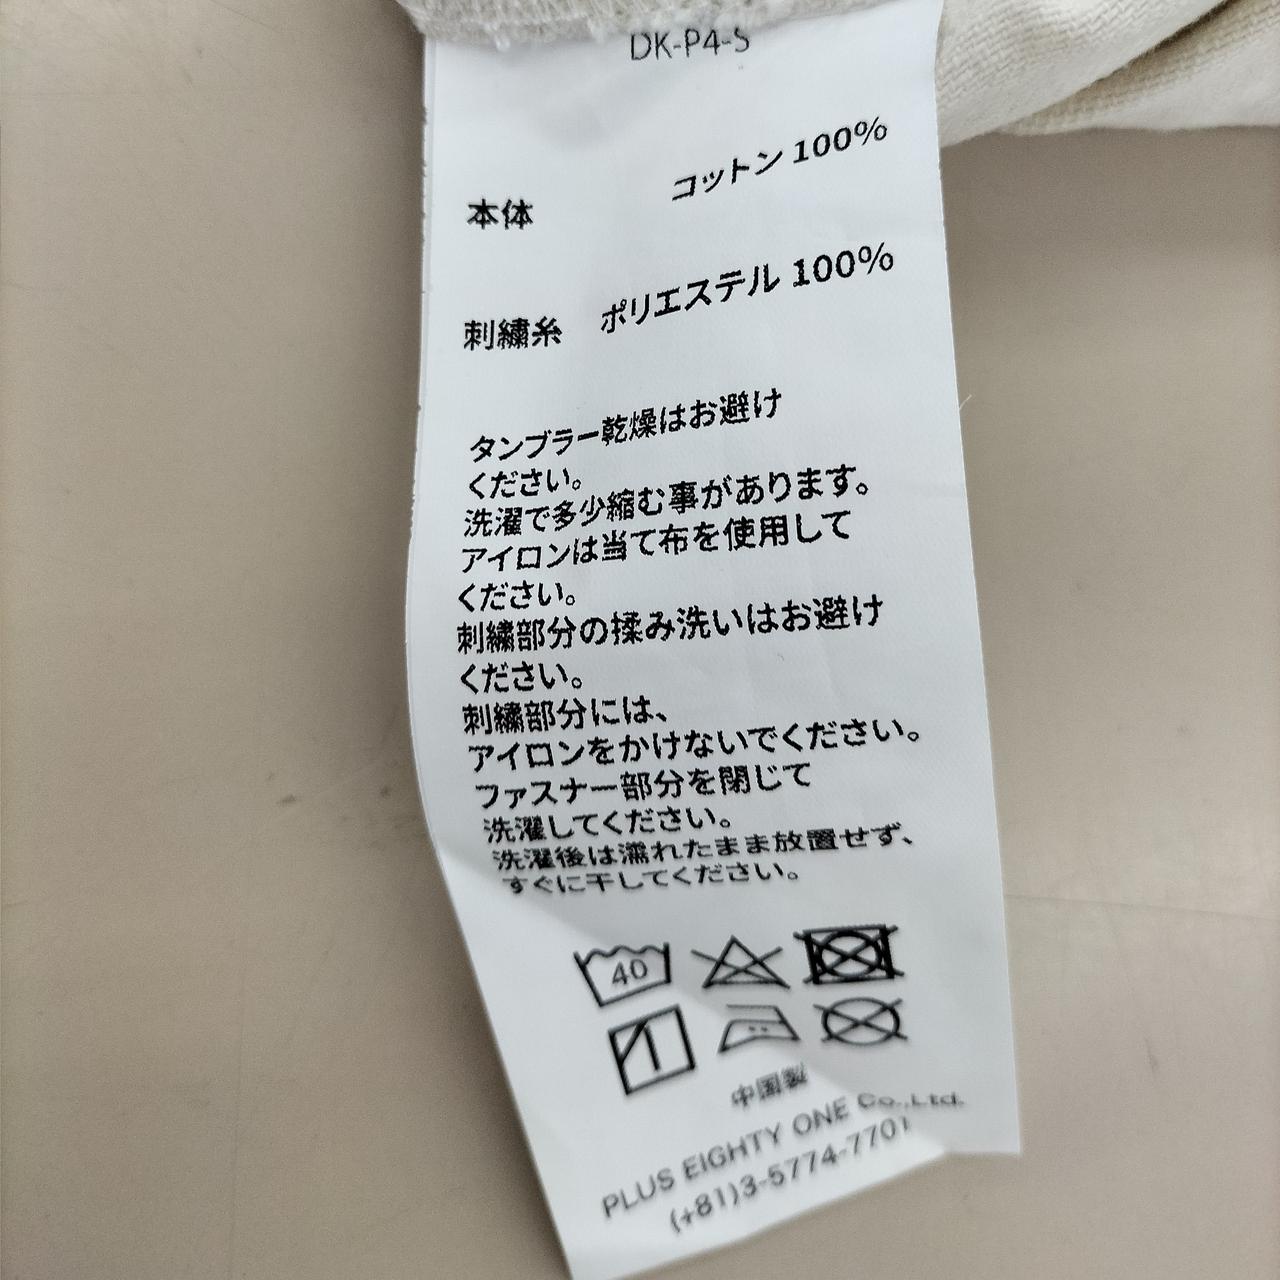 DK-P4-S
本体 コットン 100%
刺繍糸 ポリエステル 100%
タンブラー乾燥はお避け
ください。
洗濯で多少縮む事があります。
アイロンは当て布を使用して
ください。
刺繍部分の揉み洗いはお避け
ください。
刺繍部分には、
アイロンをかけないでください。
ファスナー部分を閉じて
洗濯してください。
洗濯後は濡れたまま放置せず、
すぐに干してください。
40
中国製
PLUS EIGHTY ONE Co.,Ltd.
(+81)3-5774-7701